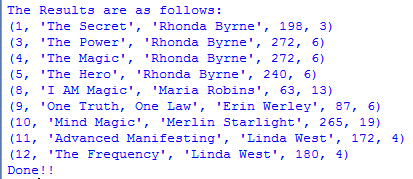 The Results are as follows:
(1, 'The Secret', 'Rhonda Byrne', 198, 3)
(3, 'The Power', 'Rhonda Byrne', 272, 6)
(4, 'The Magic', 'Rhonda Byrne', 272, 6)
(5, 'The Hero', 'Rhonda Byrne', 240, 6)
(8, 'I AM Magic', 'Maria Robins', 63, 13)
(9, 'One Truth, One Law', 'Erin Werley', 87, 6)
(10, 'Mind Magic', 'Merlin Starlight', 265, 19)
(11, 'Advanced Manifesting', 'Linda West', 172, 4)
(12, 'The Frequency', 'Linda West', 180, 4)
Done!!